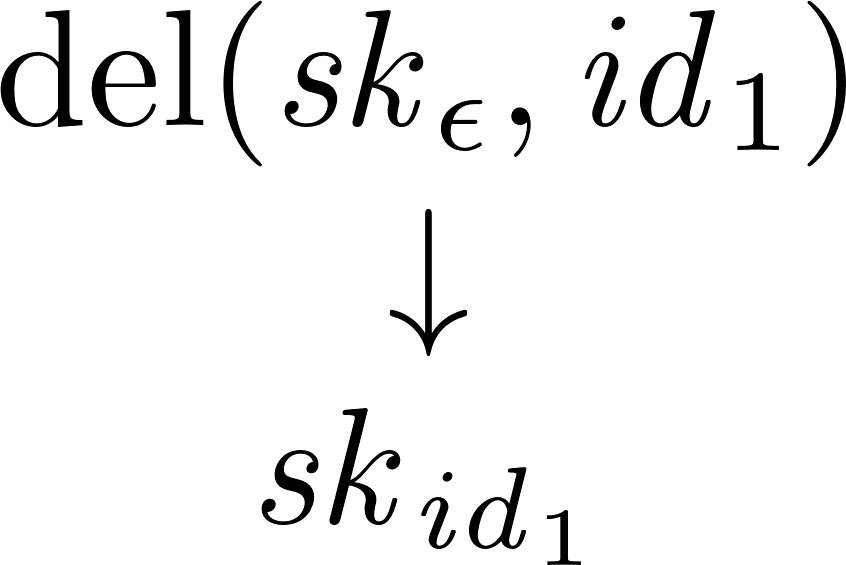 del(sk_ϵ, id_1)
↓
sk_{id_1}